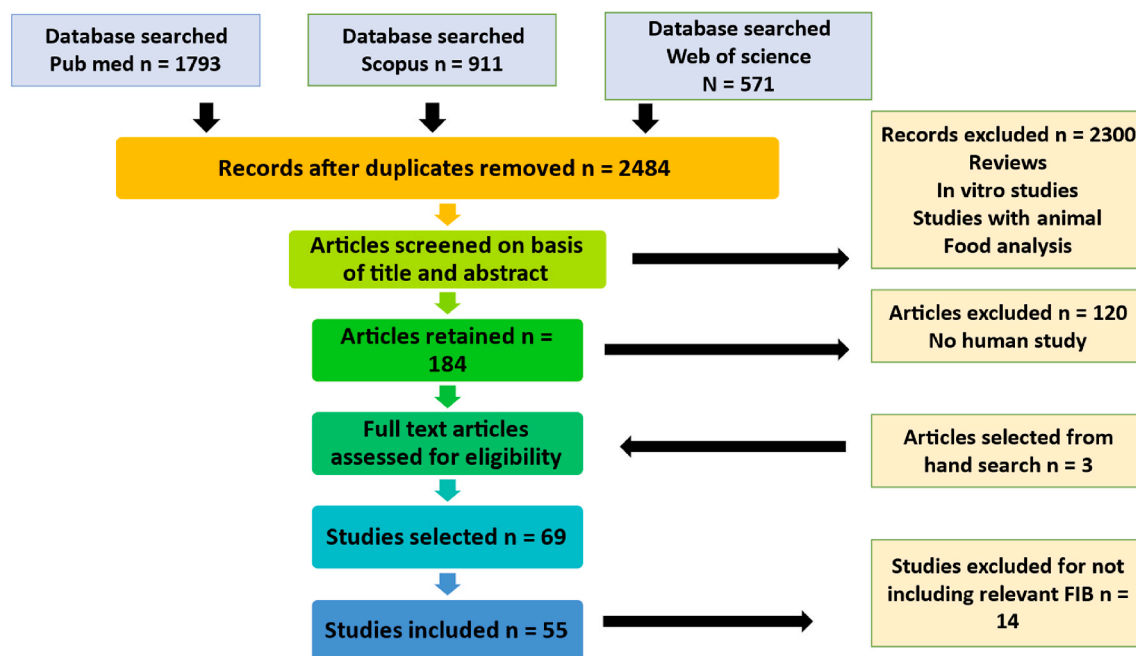 Database searched
Pub med n = 1793
Database searched
Scopus n = 911
Database searched
Web of science
N = 571
Records after duplicates removed n = 2484
Records excluded n = 2300
Reviews
In vitro studies
Studies with animal
Food analysis
Articles screened on basis
of title and abstract
Articles retained n =
184
Articles excluded n = 120
No human study
Full text articles
assessed for eligibility
Articles selected from
hand search n = 3
Studies selected n = 69
Studies excluded for not
including relevant FIB n =
14
Studies included n = 55